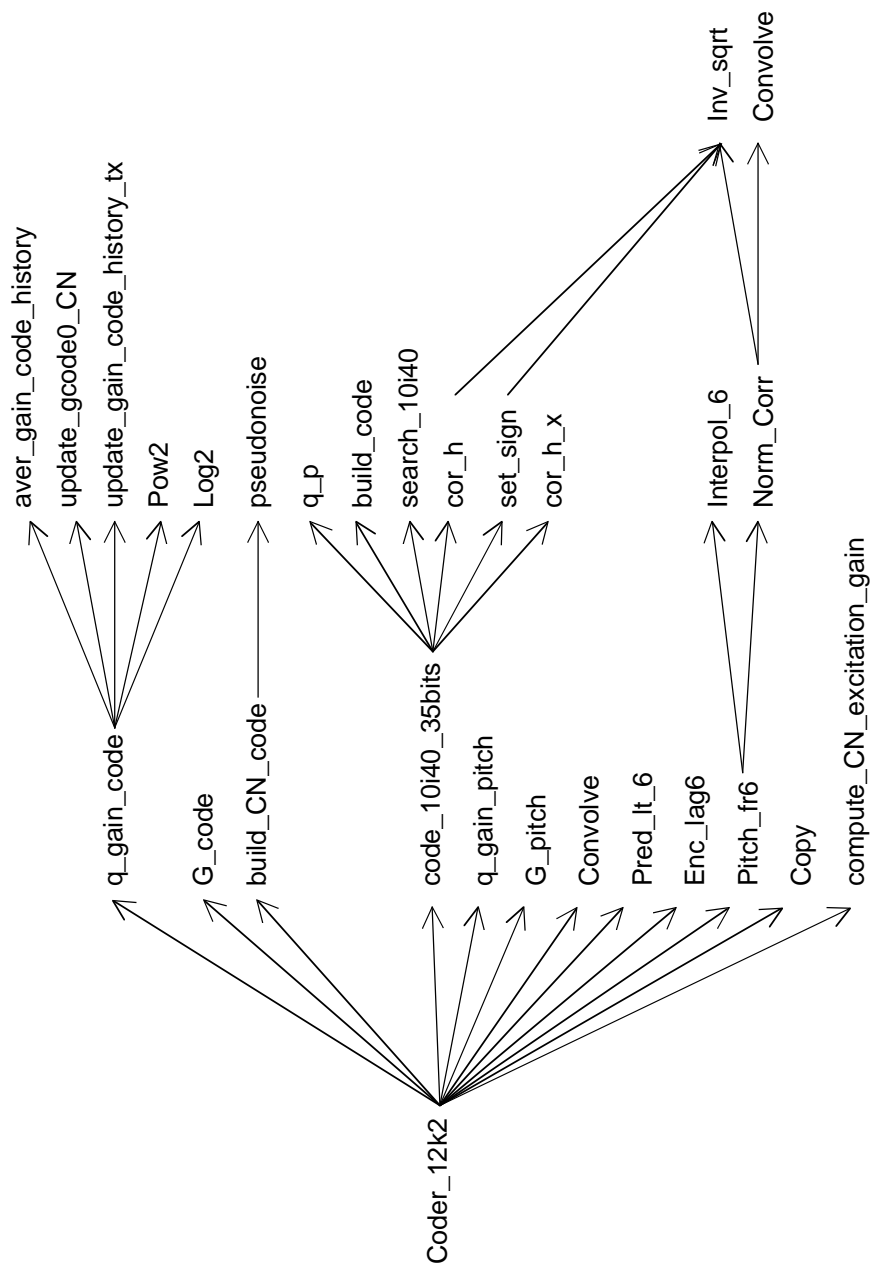 Coder_12k2
q_gain_code
G_code
build_CN_code
code_10i40_35bits
q_gain_pitch
G_pitch
Convolve
Pred_lt_6
Enc_lag6
Pitch_fr6
Copy
compute_CN_excitation_gain
aver_gain_code_history
update_gcode0_CN
update_gain_code_history_tx
Pow2
Log2
pseudonoise
q_p
build_code
search_10i40
cor_h
set_sign
cor_h_x
Interpol_6
Norm_Corr
Inv_sqrt
Convolve